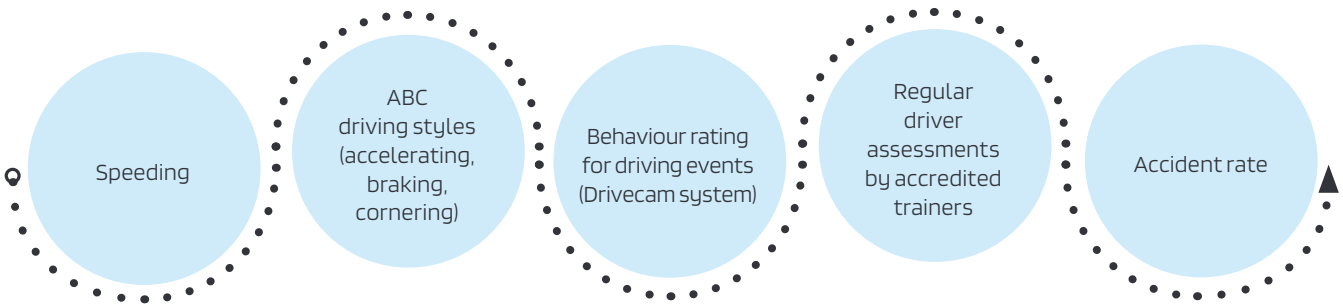 Speeding
ABC
driving styles
(accelerating,
braking,
cornering)
Behaviour rating
for driving events
(Drivecam system)
Regular
driver
assessments
by accredited
trainers
Accident rate